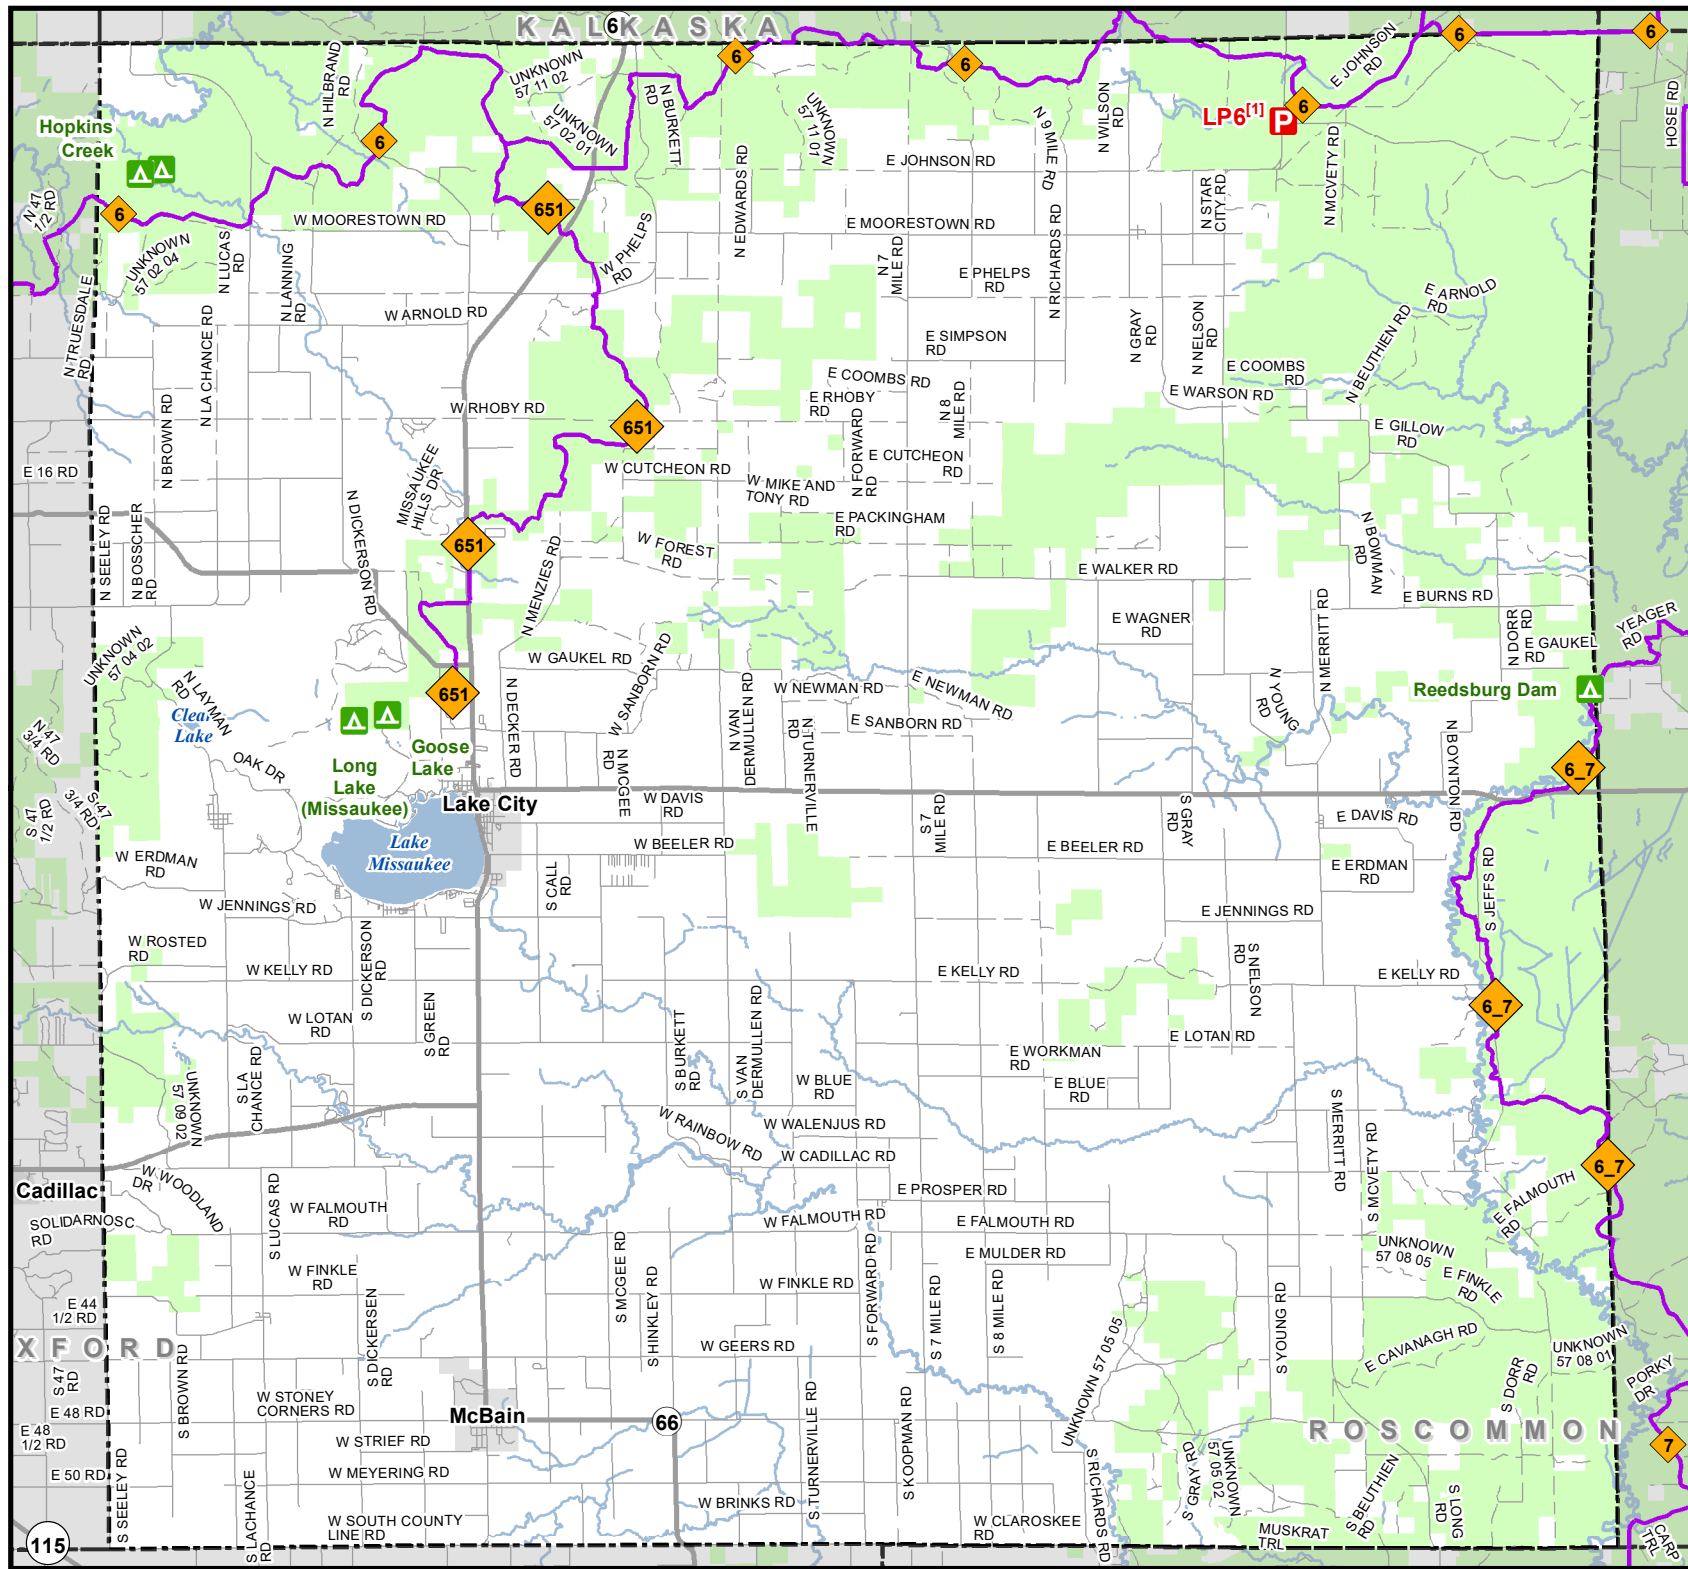 KALKASKA
6
6
6
6
6
E JOHNSON
RD
HOSE RD
N HILBRAND
RD
UNKNOWN
57 11 02
N BURKETT
RD
UNKNOWN
57 02 01
UNKNOWN
57 11 01
N 9 MILE RD
N WILSON
RD
LP6[1]
P
6
N MCVETY RD
Hopkins
Creek
6
E JOHNSON RD
N EDWARDS RD
N STAR
CITY RD
N 47
1/2 RD
6
W MOORESTOWN RD
651
E MOORESTOWN RD
N RICHARDS RD
UNKNOWN
57 02 04
N LUCAS
RD
N LANNING
RD
W PHELPS
RD
N 7
MILE RD
E PHELPS
RD
E ARNOLD
RD
N TRUESDALE
RD
N LA CHANCE RD
W ARNOLD RD
E SIMPSON
RD
N GRAY
RD
N NELSON
RD
N BEUTHIEN RD
E COOMBS RD
E COOMBS
RD
E RHOBY
RD
E WARSON RD
N BROWN RD
W RHOBY RD
651
N FORWARD
RD
N 8
MILE RD
E GILLOW
RD
E 16 RD
MISSAUKEE
HILLS DR
W CUTCHEON RD
E CUTCHEON
RD
W MIKE AND
TONY RD
N SEELEY RD
N BOSSCHER
RD
N DICKERSON RD
651
E PACKINGHAM
RD
N BOWMAN
RD
N MENZIES RD
W FOREST
RD
E WALKER RD
E BURNS RD
UNKNOWN
57 04 02
E WAGNER
RD
N MERRITT RD
N DORR
RD
E GAUKEL
RD
YEAGER
RD
W GAUKEL RD
W SANBORN RD
N LAYMAN
RD
Clear
Lake
651
N DECKER RD
N VAN
DERMULLEN RD
W NEWMAN RD
E NEWMAN RD
E SANBORN RD
N YOUNG
RD
Reedsburg Dam
N 47
3/4 RD
OAK DR
Goose
Lake
N MCGEE
RD
N TURNERVILLE
RD
N BOYNTON RD
6_7
Long
Lake
(Missaukee)
Lake City
S 47
3/4 RD
S 47
1/2 RD
W DAVIS
RD
S 7
MILE RD
S GRAY
RD
E DAVIS RD
Lake
Missaukee
W ERDMAN
RD
W BEELER RD
E BEELER RD
E ERDMAN
RD
S CALL
RD
S JEFFS RD
W JENNINGS RD
E JENNINGS RD
W ROSTED
RD
W KELLY RD
S DICKERSON
RD
E KELLY RD
S NELSON
RD
E KELLY RD
W LOTAN
RD
S GREEN
RD
S BURKETT
RD
S VAN
DERMULLEN RD
6_7
E LOTAN RD
UNKNOWN
57 09 02
S LA
CHANCE RD
E WORKMAN
RD
W BLUE
RD
E BLUE
RD
S MERRITT RD
W RAINBOW RD
W WALENJUS RD
S MCVETY RD
W CADILLAC RD
6_7
Cadillac
W WOODLAND
DR
S LUCAS RD
E PROSPER RD
E FALMOUTH
RD
SOLIDARNOSC
RD
W FALMOUTH
RD
W FALMOUTH RD
E FALMOUTH RD
S MCGEE RD
S FORWARD RD
E MULDER RD
UNKNOWN
57 08 05
W FINKLE
RD
S HINKLEY RD
W FINKLE RD
E FINKLE
RD
E 44
1/2 RD
S DICKERSEN
RD
S 7 MILE RD
S 8 MILE RD
S YOUNG RD
XFORD
W GEERS RD
UNKNOWN 57 05 05
E CAVANAGH RD
UNKNOWN
57 08 01
S 47
RD
S BROWN RD
S DORR
RD
PORKY
DR
W STONEY
CORNERS RD
E 48 RD
McBain
66
S TURNERVILLE RD
S KOOPMAN RD
ROSCOMMON
E 48
1/2 RD
W STRIEF RD
7
E 50 RD
W MEYERING RD
S SEELEY RD
S LACHANCE
RD
S RICHARDS RD
S GRAY RD
UNKNOWN
57 05 02
S BEUTHIEN
RD
S LONG
RD
W BRINKS RD
115
W SOUTH COUNTY
LINE RD
W CLAROSKEE
RD
MUSKRAT
TRL
CARP
TRL